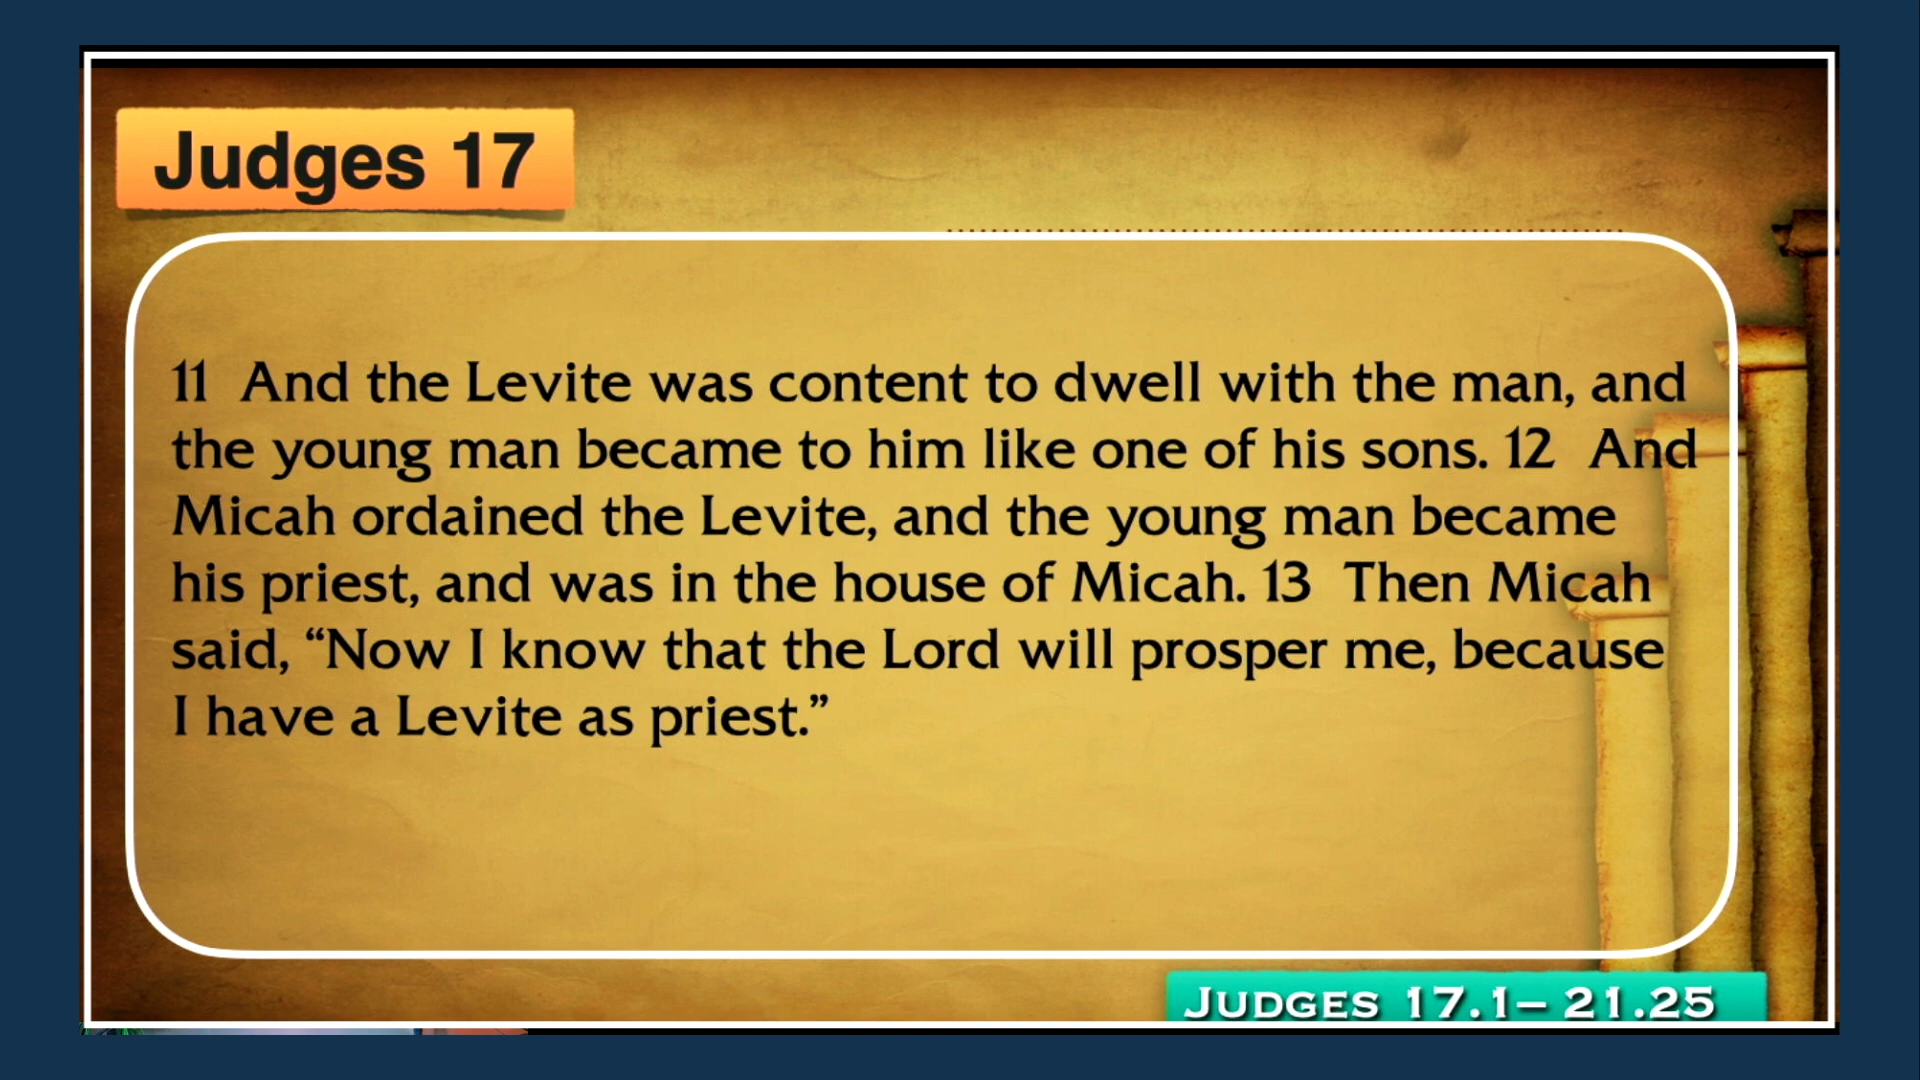 Judges 17
11 And the Levite was content to dwell with the man, and
the young man became to him like one of his sons. 12 And
Micah ordained the Levite, and the young man became
his priest, and was in the house of Micah. 13 Then Micah
said, “Now I know that the Lord will prosper me, because
I have a Levite as priest.”
JUDGES 17.1– 21.25